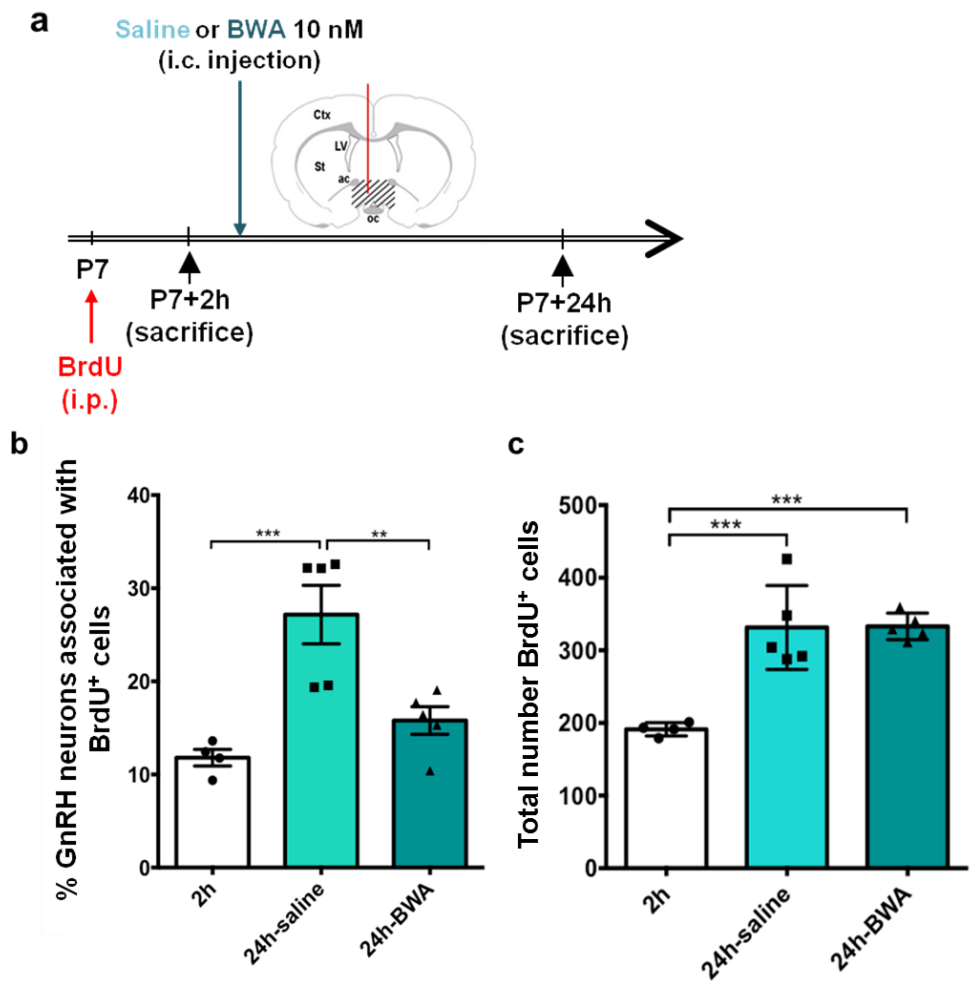 a
Saline or BWA 10 nM
(i.c. injection)
Ctx
LV
St
ac
oc
P7
P7+2h
(sacrifice)
P7+24h
(sacrifice)
BrdU
(i.p.)
b
% GnRH neurons associated with
BrdU⁺ cells
40
30
20
10
0
***
**
2h
24h-saline
24h-BWA
c
Total number BrdU⁺ cells
500
400
300
200
100
0
***
***
2h
24h-saline
24h-BWA